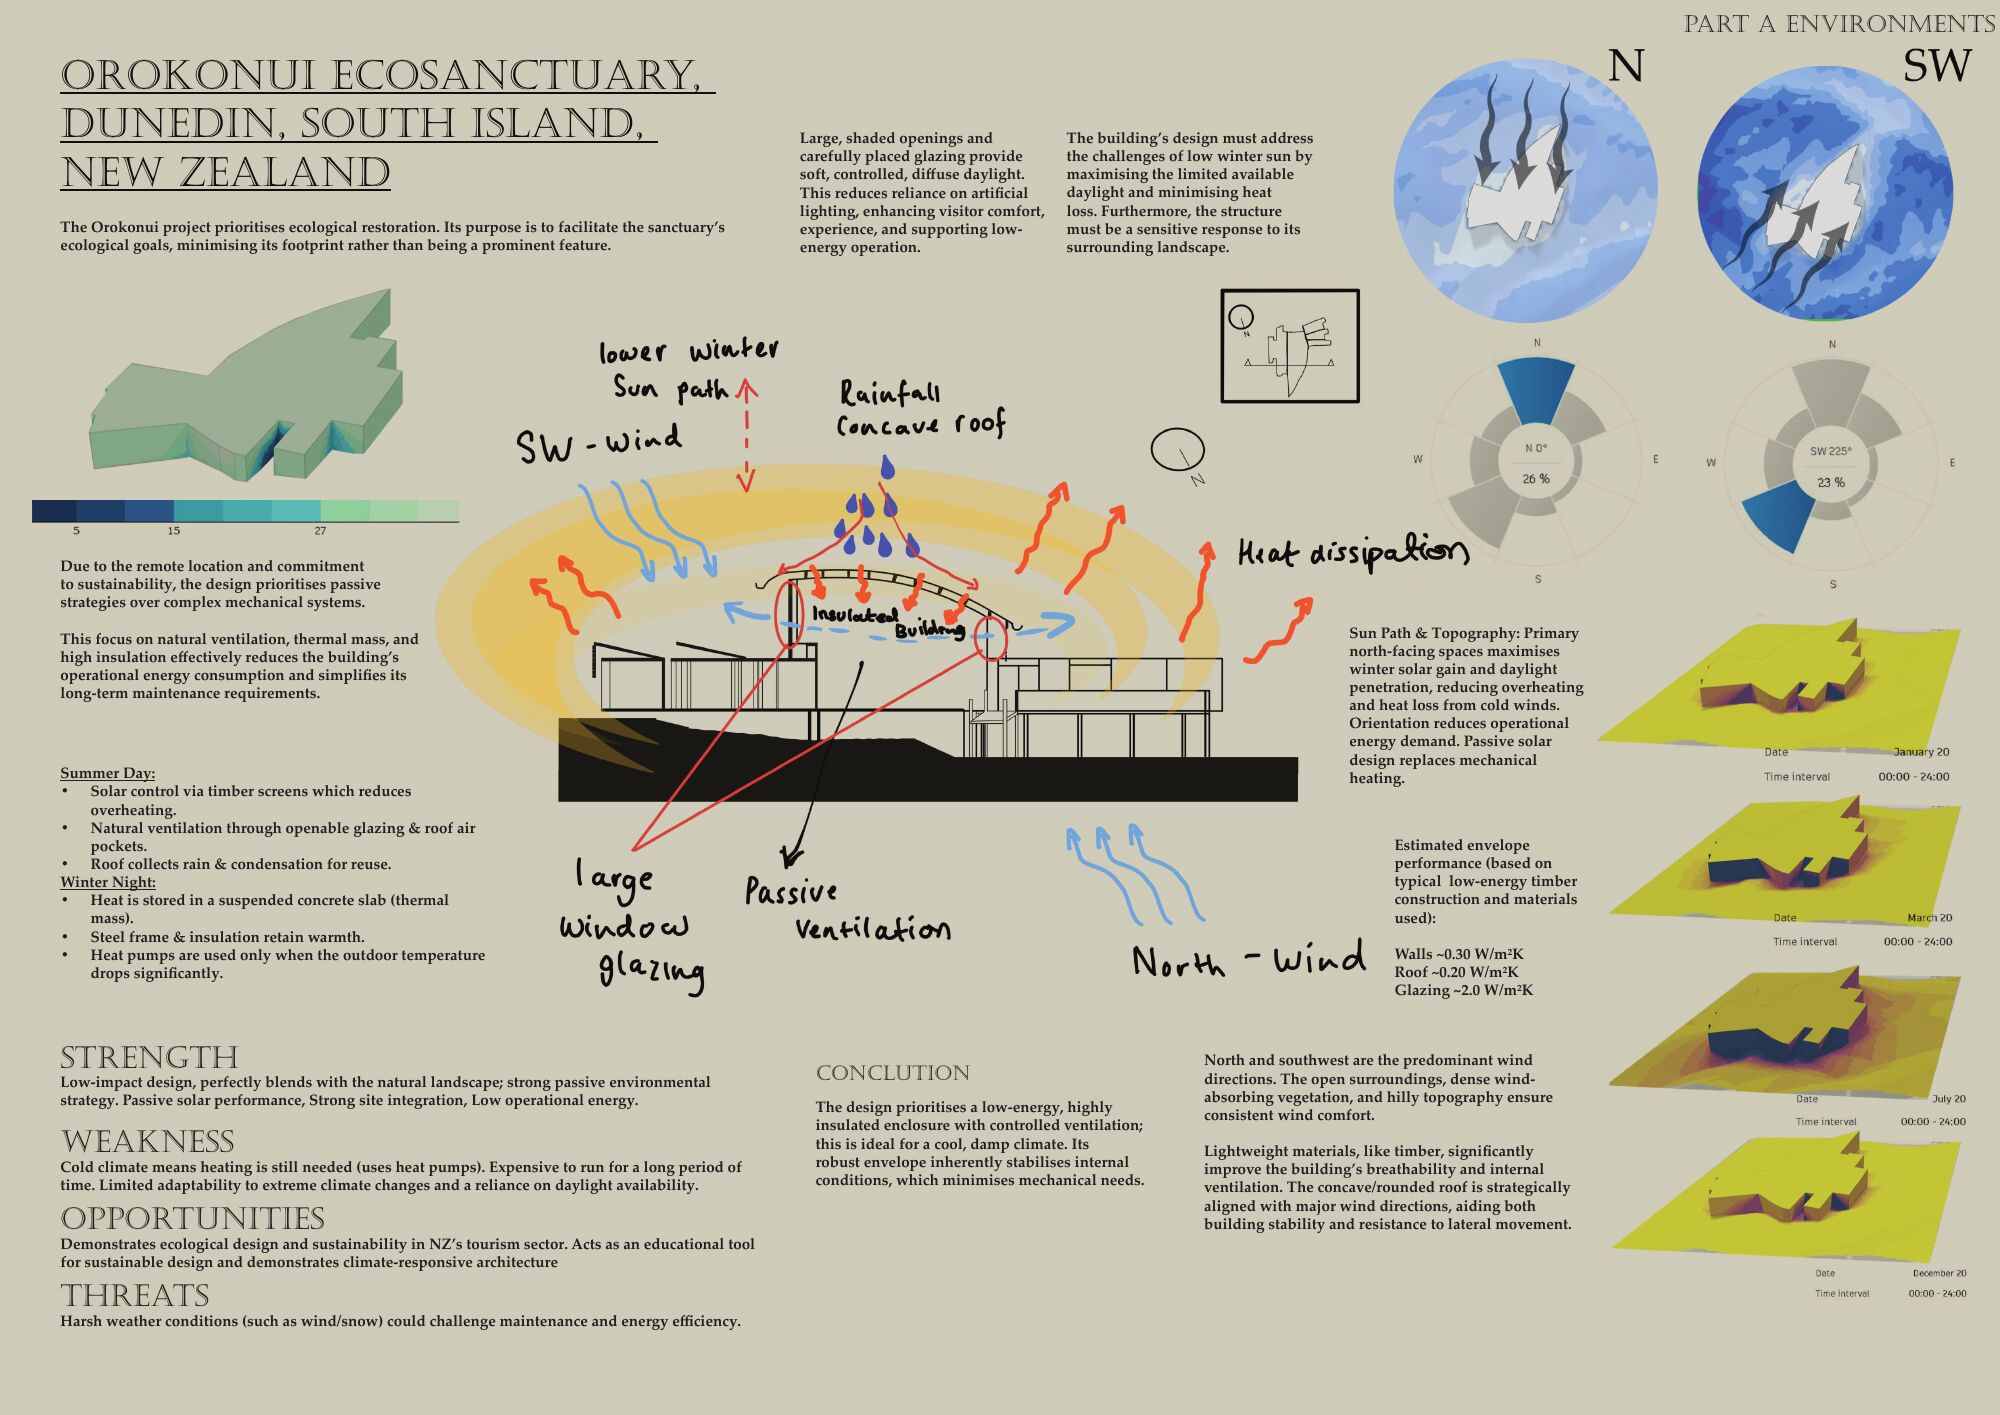 PART A ENVIRONMENTS
OROKONUI ECOSANCTUARY,
DUNEDIN, SOUTH ISLAND,
NEW ZEALAND
The Orokonui project prioritises ecological restoration. Its purpose is to facilitate the sanctuary's
ecological goals, minimising its footprint rather than being a prominent feature.
Large, shaded openings and
carefully placed glazing provide
soft, controlled, diffuse daylight.
This reduces reliance on artificial
lighting, enhancing visitor comfort,
experience, and supporting low-
energy operation.
The building's design must address
the challenges of low winter sun by
maximising the limited available
daylight and minimising heat
loss. Furthermore, the structure
must be a sensitive response to its
surrounding landscape.
N
SW
5
15
27
Due to the remote location and commitment
to sustainability, the design prioritises passive
strategies over complex mechanical systems.
This focus on natural ventilation, thermal mass, and
high insulation effectively reduces the building's
operational energy consumption and simplifies its
long-term maintenance requirements.
Summer Day:
• Solar control via timber screens which reduces
overheating.
• Natural ventilation through openable glazing & roof air
pockets.
• Roof collects rain & condensation for reuse.
Winter Night:
• Heat is stored in a suspended concrete slab (thermal
mass).
• Steel frame & insulation retain warmth.
• Heat pumps are used only when the outdoor temperature
drops significantly.
lower winter
Sun path
SW - Wind
Rainfall
Concave roof
N
N
Heat dissipation
Insulated
Building
large
Window
glazing
Passive
Ventilation
North - Wind
N
W
E
S
N 0°
26 %
N
W
E
S
SW 225°
23 %
Sun Path & Topography: Primary
north-facing spaces maximises
winter solar gain and daylight
penetration, reducing overheating
and heat loss from cold winds.
Orientation reduces operational
energy demand. Passive solar
design replaces mechanical
heating.
Estimated envelope
performance (based on
typical low-energy timber
construction and materials
used):
Walls ~0.30 W/m²K
Roof ~0.20 W/m²K
Glazing ~2.0 W/m²K
Date January 20
Time interval 00:00 - 24:00
Date March 20
Time interval 00:00 - 24:00
Date July 20
Time interval 00:00 - 24:00
Date December 20
Time interval 00:00 - 24:00
STRENGTH
Low-impact design, perfectly blends with the natural landscape; strong passive environmental
strategy. Passive solar performance, Strong site integration, Low operational energy.
WEAKNESS
Cold climate means heating is still needed (uses heat pumps). Expensive to run for a long period of
time. Limited adaptability to extreme climate changes and a reliance on daylight availability.
OPPORTUNITIES
Demonstrates ecological design and sustainability in NZ's tourism sector. Acts as an educational tool
for sustainable design and demonstrates climate-responsive architecture
THREATS
Harsh weather conditions (such as wind/snow) could challenge maintenance and energy efficiency.
CONCLUTION
The design prioritises a low-energy, highly
insulated enclosure with controlled ventilation;
this is ideal for a cool, damp climate. Its
robust envelope inherently stabilises internal
conditions, which minimises mechanical needs.
North and southwest are the predominant wind
directions. The open surroundings, dense wind-
absorbing vegetation, and hilly topography ensure
consistent wind comfort.
Lightweight materials, like timber, significantly
improve the building's breathability and internal
ventilation. The concave/rounded roof is strategically
aligned with major wind directions, aiding both
building stability and resistance to lateral movement.